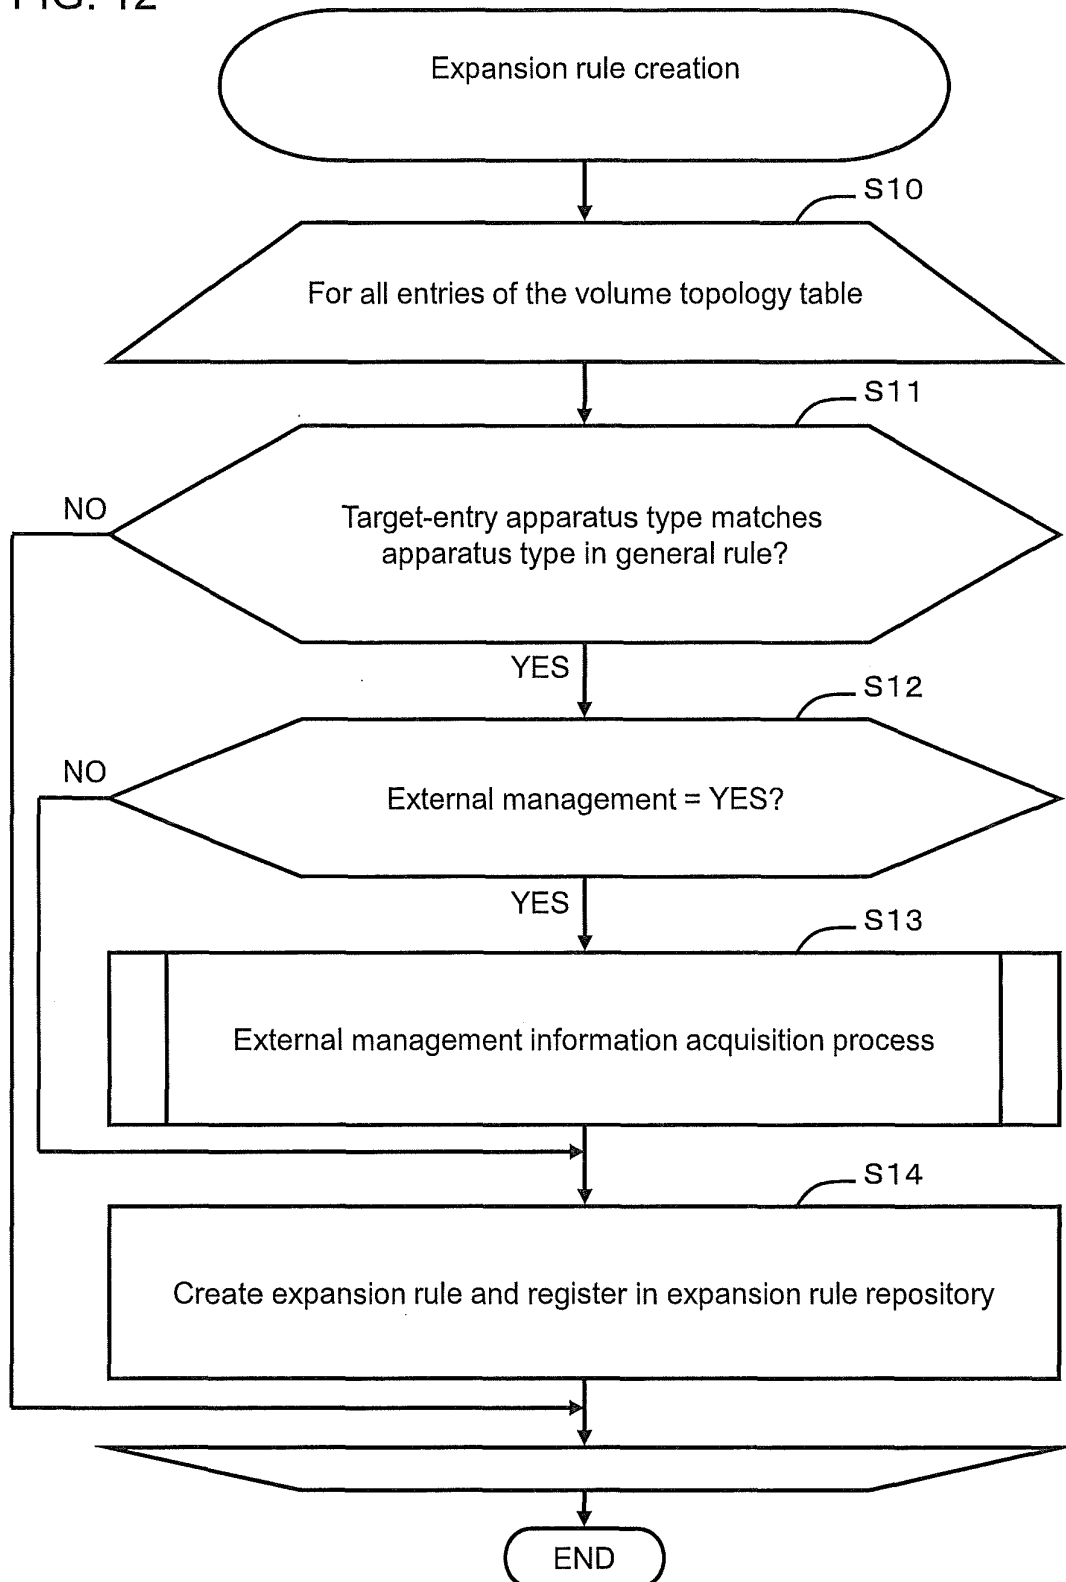 FIG. 12
Expansion rule creation
S10
For all entries of the volume topology table
S11
NO
Target-entry apparatus type matches
apparatus type in general rule?
YES
S12
NO
External management = YES?
YES
S13
External management information acquisition process
S14
Create expansion rule and register in expansion rule repository
END